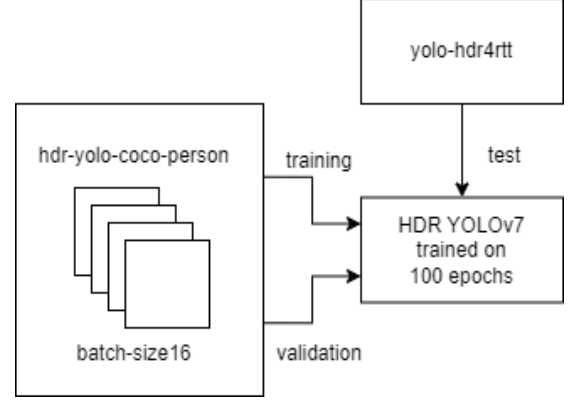 yolo-hdr4rtt
hdr-yolo-coco-person
training
test
HDR YOLOv7
trained on
100 epochs
batch-size16
validation